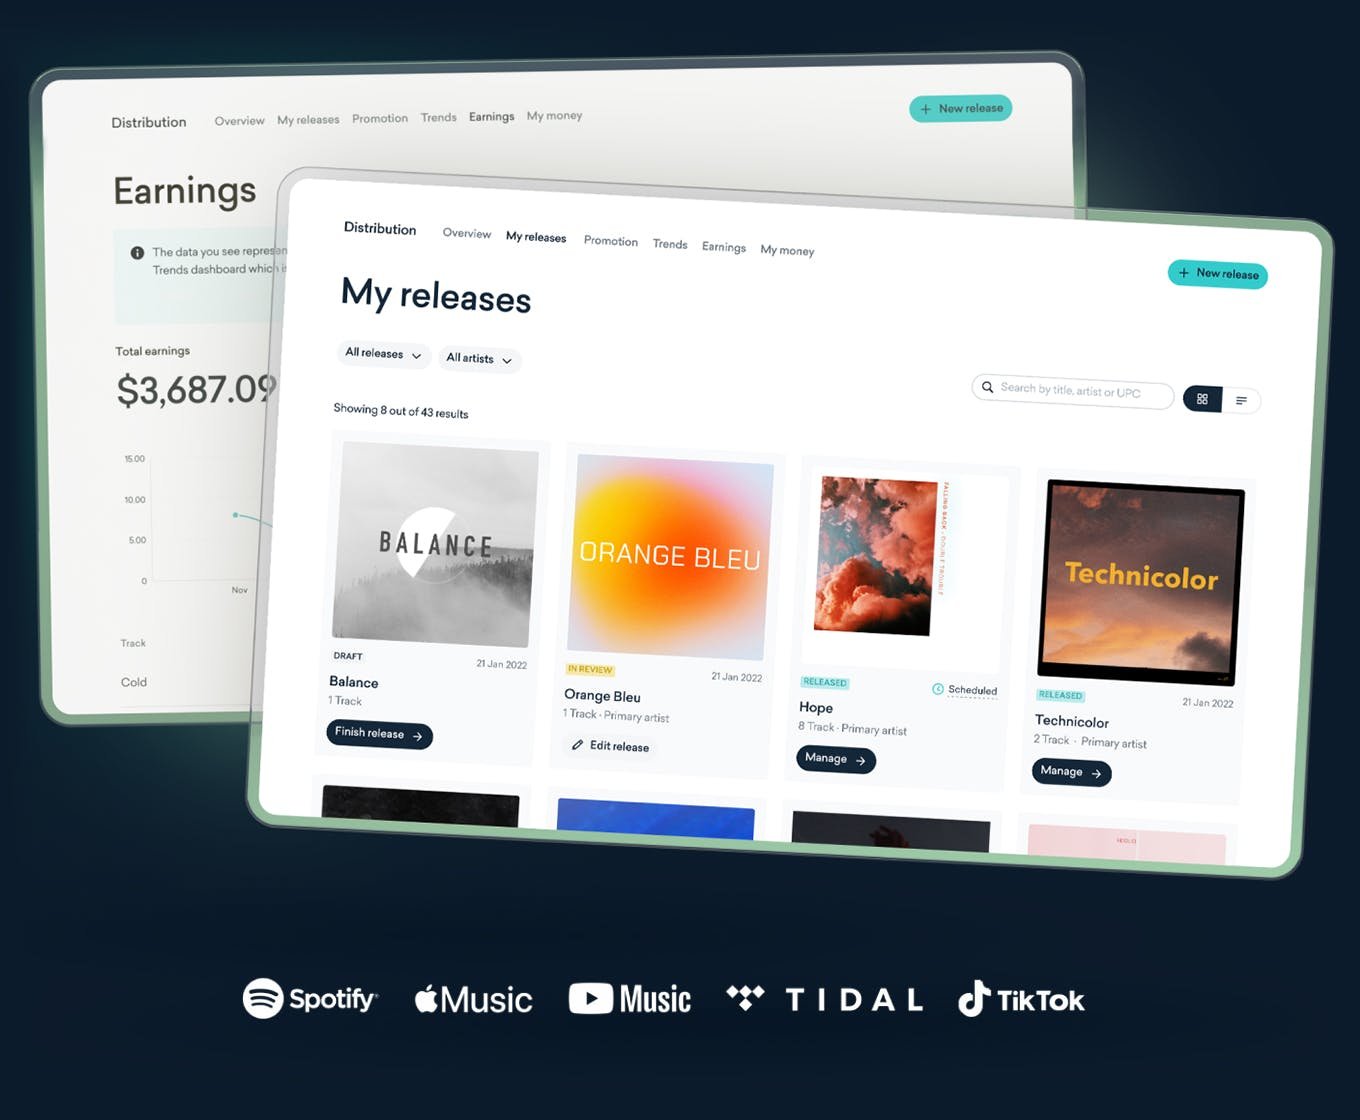 Distribution Overview My releases Promotion Trends Earnings My money
+ New release
Earnings
The data you see
Trends dashboard which
Total earnings
$3,687.09
15.00
10.00
5.00
0
Nov
Track
Cold
Distribution Overview My releases Promotion Trends Earnings My money
+ New release
My releases
All releases All artists
Search by title, artist or UPC
Showing 8 out of 43 results
BALANCE
DRAFT 21 Jan 2022
Balance
1 Track
Finish release →
ORANGE BLEU
IN REVIEW 21 Jan 2022
Orange Bleu
1 Track · Primary artist
Edit release
FALLING BACK - DOUBLE TROUBLE
RELEASED Scheduled
Hope
8 Track · Primary artist
Manage →
Technicolor
RELEASED 21 Jan 2022
Technicolor
2 Track · Primary artist
Manage →
Spotify Music Music TIDAL TikTok